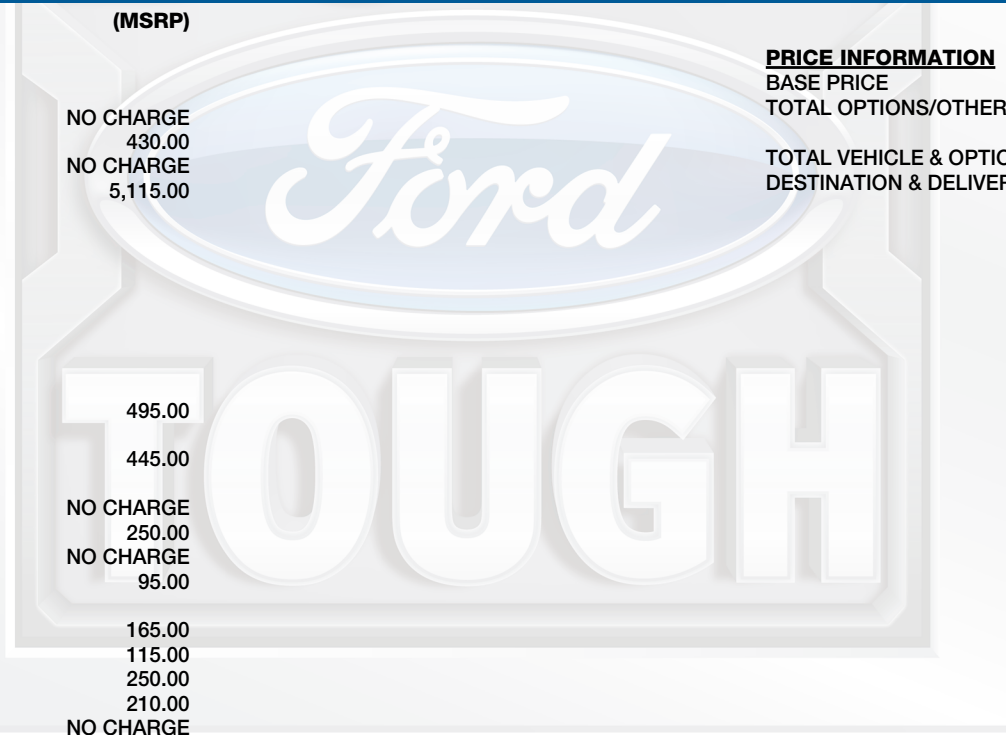 (MSRP)
NO CHARGE
430.00
NO CHARGE
5,115.00
495.00
445.00
NO CHARGE
250.00
NO CHARGE
95.00
165.00
115.00
250.00
210.00
NO CHARGE
PRICE INFORMATION
BASE PRICE
TOTAL OPTIONS/OTHER
TOTAL VEHICLE & OPTIO
DESTINATION & DELIVER
Ford
TOUGH